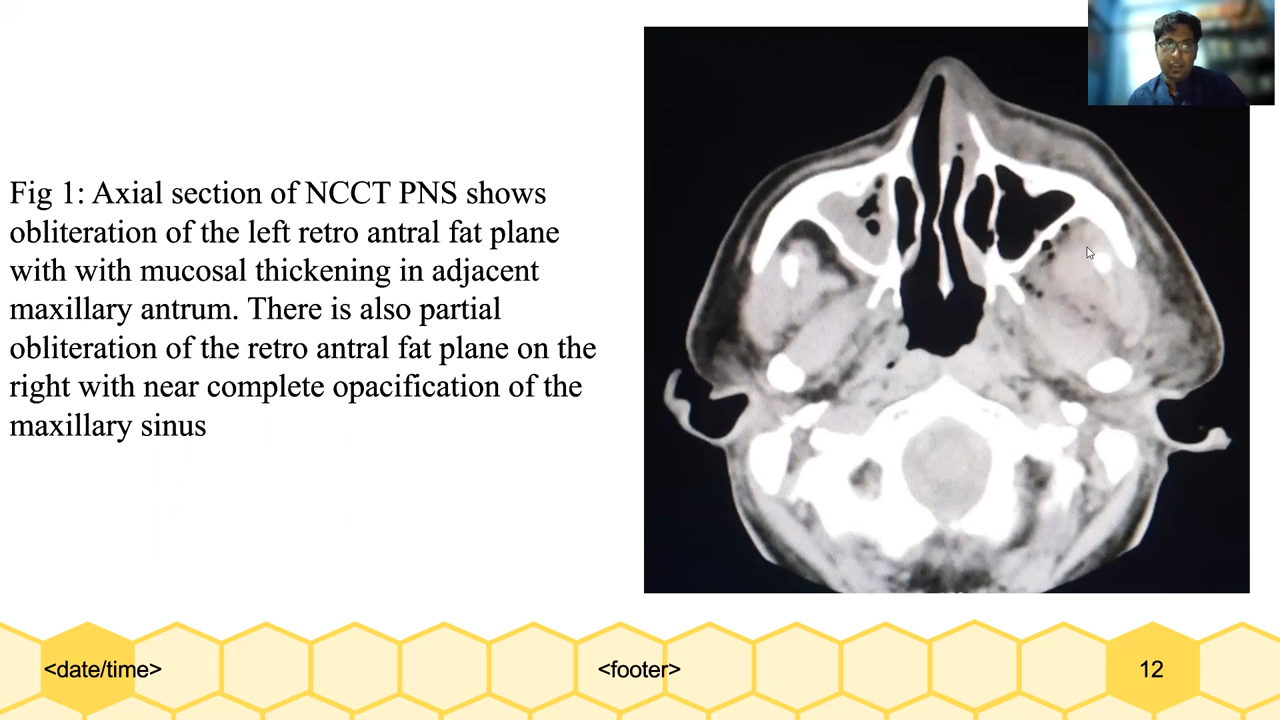 Fig 1: Axial section of NCCT PNS shows
obliteration of the left retro antral fat plane
with with mucosal thickening in adjacent
maxillary antrum. There is also partial
obliteration of the retro antral fat plane on the
right with near complete opacification of the
maxillary sinus
<date/time>
<footer>
12